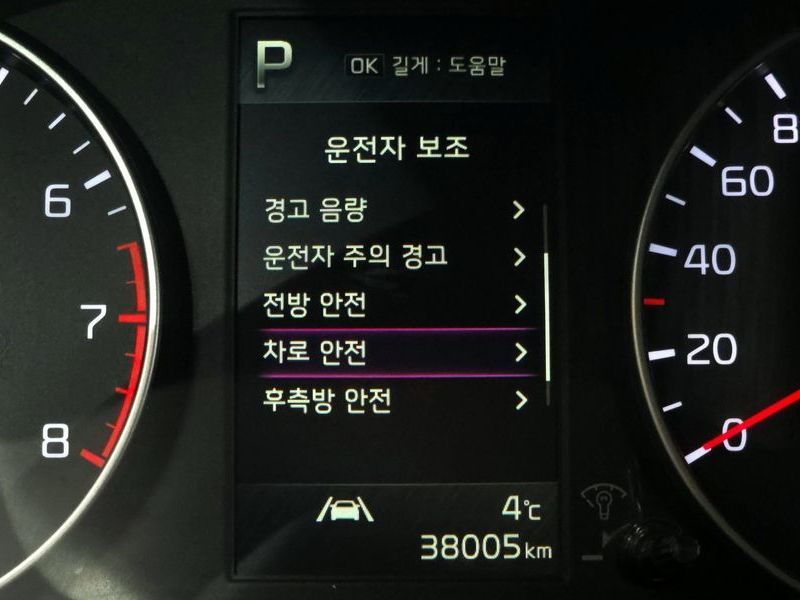 P
OK 길게 : 도움말
운전자 보조
경고 음량
운전자 주의 경고
전방 안전
차로 안전
후측방 안전
4℃
38005km
6
7
8
8
60
40
20
0